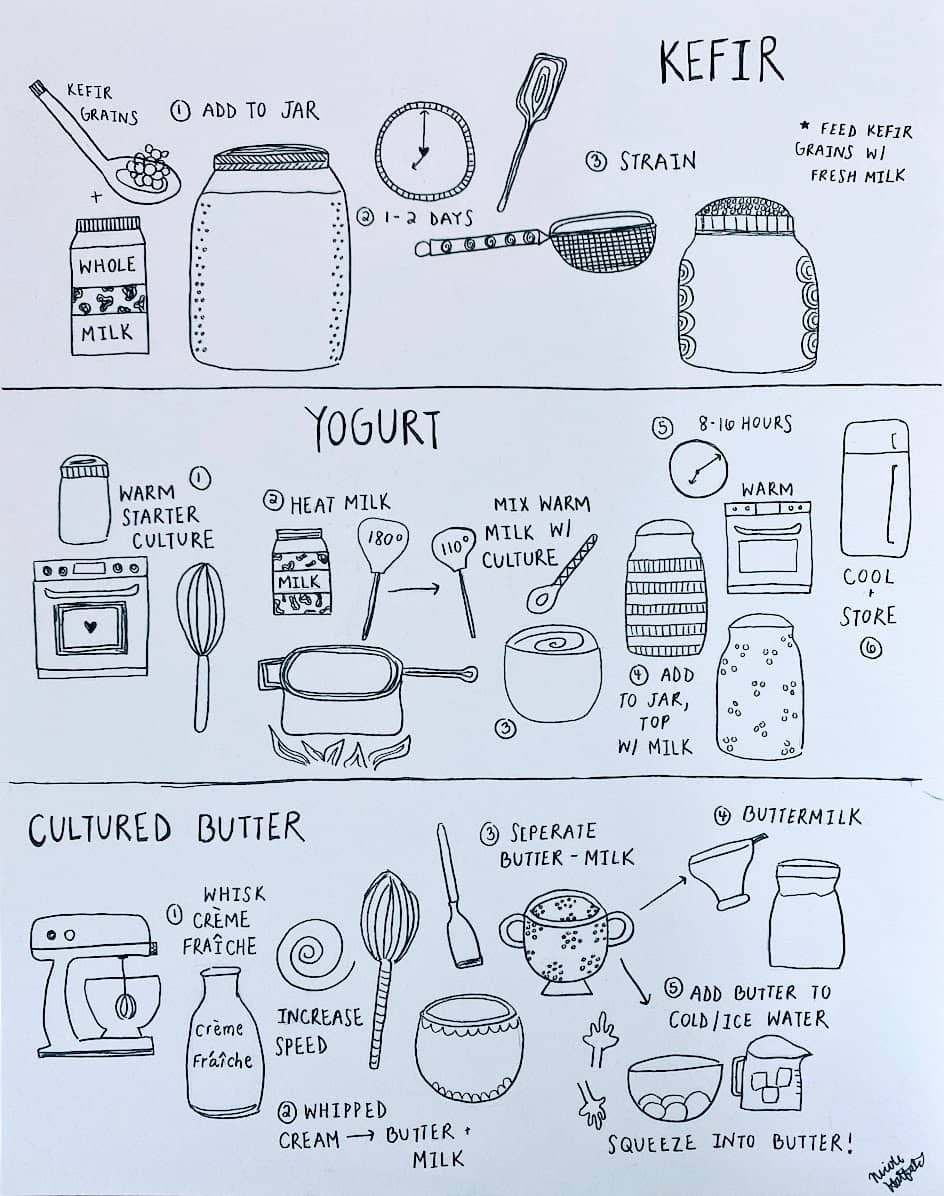 KEFIR
KEFIR
GRAINS
+
WHOLE
MILK
① ADD TO JAR
② 1-2 DAYS
③ STRAIN
* FEED KEFIR
GRAINS W/
FRESH MILK
YOGURT
①
WARM
STARTER
CULTURE
② HEAT MILK
MILK
180°
110°
MIX WARM
MILK W/
CULTURE
③
④ ADD
TO JAR,
TOP
W/ MILK
⑤ 8-16 HOURS
WARM
COOL
+
STORE
⑥
CULTURED BUTTER
① WHISK
CRÈME
FRAÎCHE
crème
fraîche
INCREASE
SPEED
② WHIPPED
CREAM → BUTTER +
MILK
③ SEPERATE
BUTTER - MILK
④ BUTTERMILK
⑤ ADD BUTTER TO
COLD/ICE WATER
SQUEEZE INTO BUTTER!
Nicole